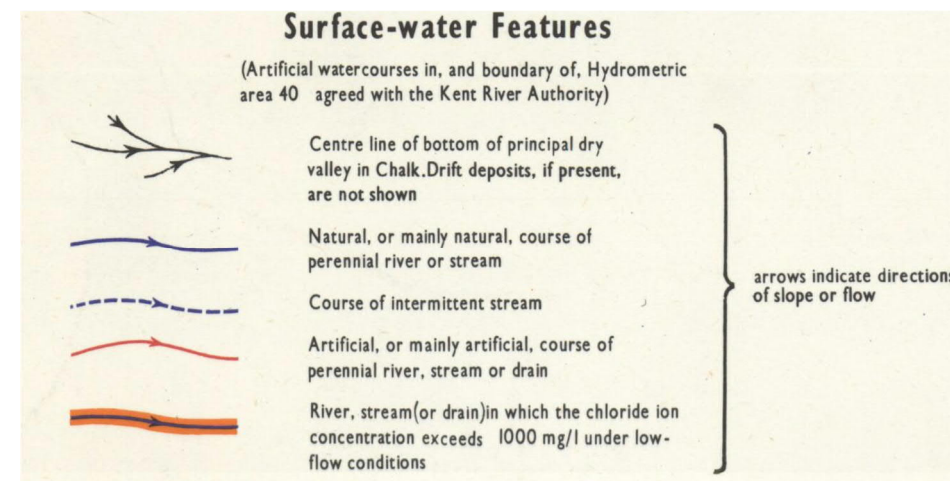 Surface-water Features
(Artificial watercourses in, and boundary of, Hydrometric
area 40 agreed with the Kent River Authority)
Centre line of bottom of principal dry
valley in Chalk.Drift deposits, if present,
are not shown
Natural, or mainly natural, course of
perennial river or stream
Course of intermittent stream
Artificial, or mainly artificial, course of
perennial river, stream or drain
River, stream(or drain)in which the chloride ion
concentration exceeds 1000 mg/l under low-
flow conditions
arrows indicate directions
of slope or flow